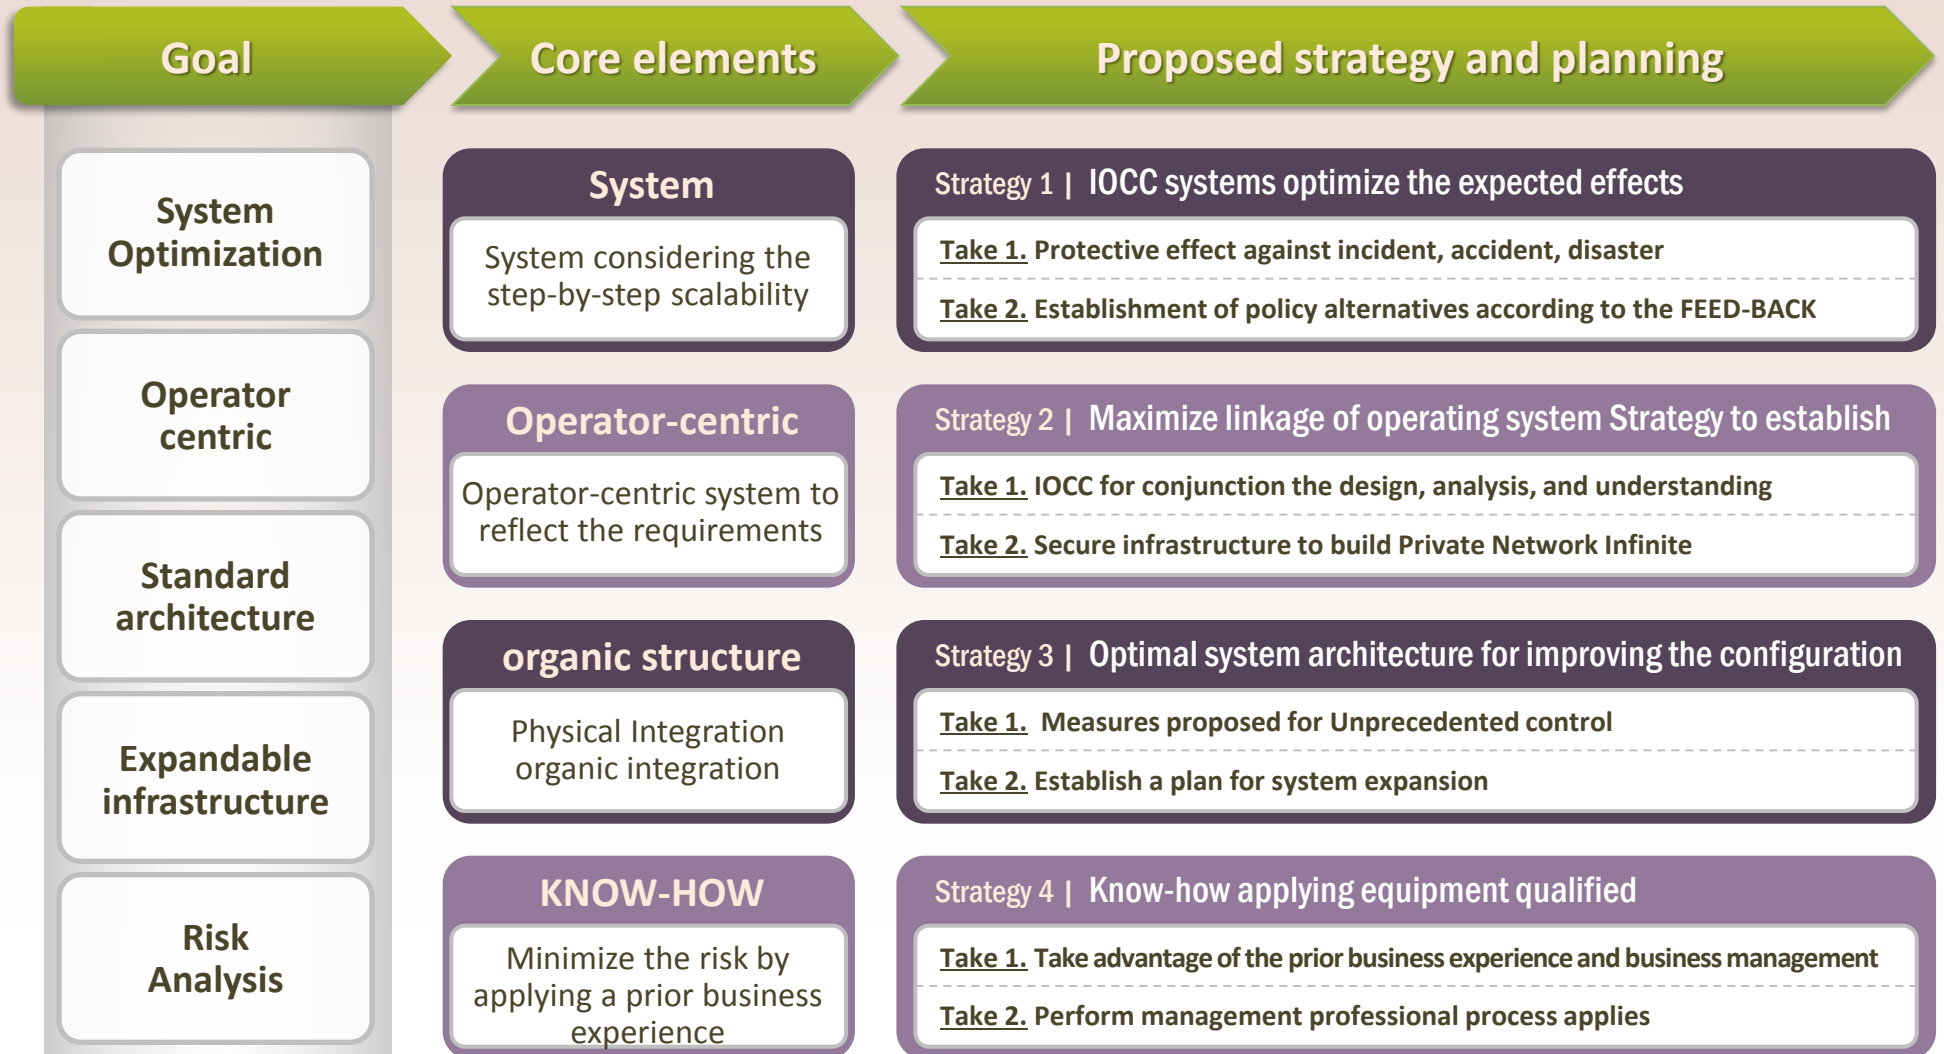 Goal
Core elements
Proposed strategy and planning
System
Optimization
Operator
centric
Standard
architecture
Expandable
infrastructure
Risk
Analysis
System
System considering the
step-by-step scalability
Strategy 1 | IOCC systems optimize the expected effects
Take 1. Protective effect against incident, accident, disaster
Take 2. Establishment of policy alternatives according to the FEED-BACK
Operator-centric
Operator-centric system to
reflect the requirements
Strategy 2 | Maximize linkage of operating system Strategy to establish
Take 1. IOCC for conjunction the design, analysis, and understanding
Take 2. Secure infrastructure to build Private Network Infinite
organic structure
Physical Integration
organic integration
Strategy 3 | Optimal system architecture for improving the configuration
Take 1. Measures proposed for Unprecedented control
Take 2. Establish a plan for system expansion
KNOW-HOW
Minimize the risk by
applying a prior business
experience
Strategy 4 | Know-how applying equipment qualified
Take 1. Take advantage of the prior business experience and business management
Take 2. Perform management professional process applies